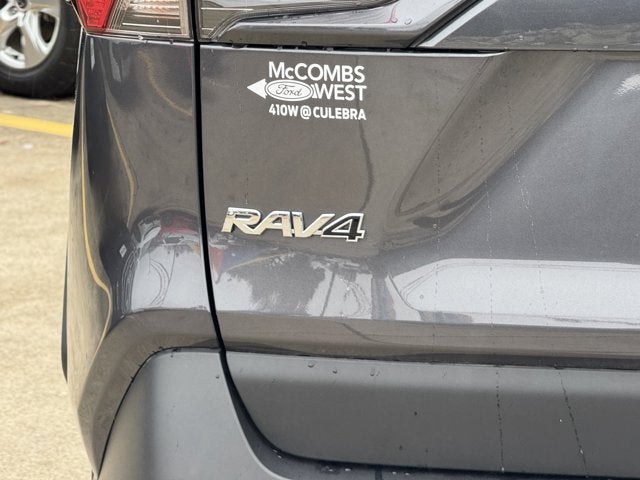 McCOMBS
Ford WEST
410W @ CULEBRA
RAV4